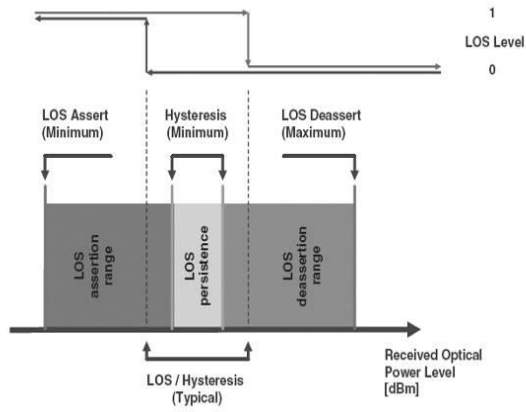 1
LOS Level
0
LOS Assert
(Minimum)
Hysteresis
(Minimum)
LOS Deassert
(Maximum)
LOS
assertion
range
LOS
persistence
LOS
deassertion
range
Received Optical
Power Level
[dBm]
LOS / Hysteresis
(Typical)